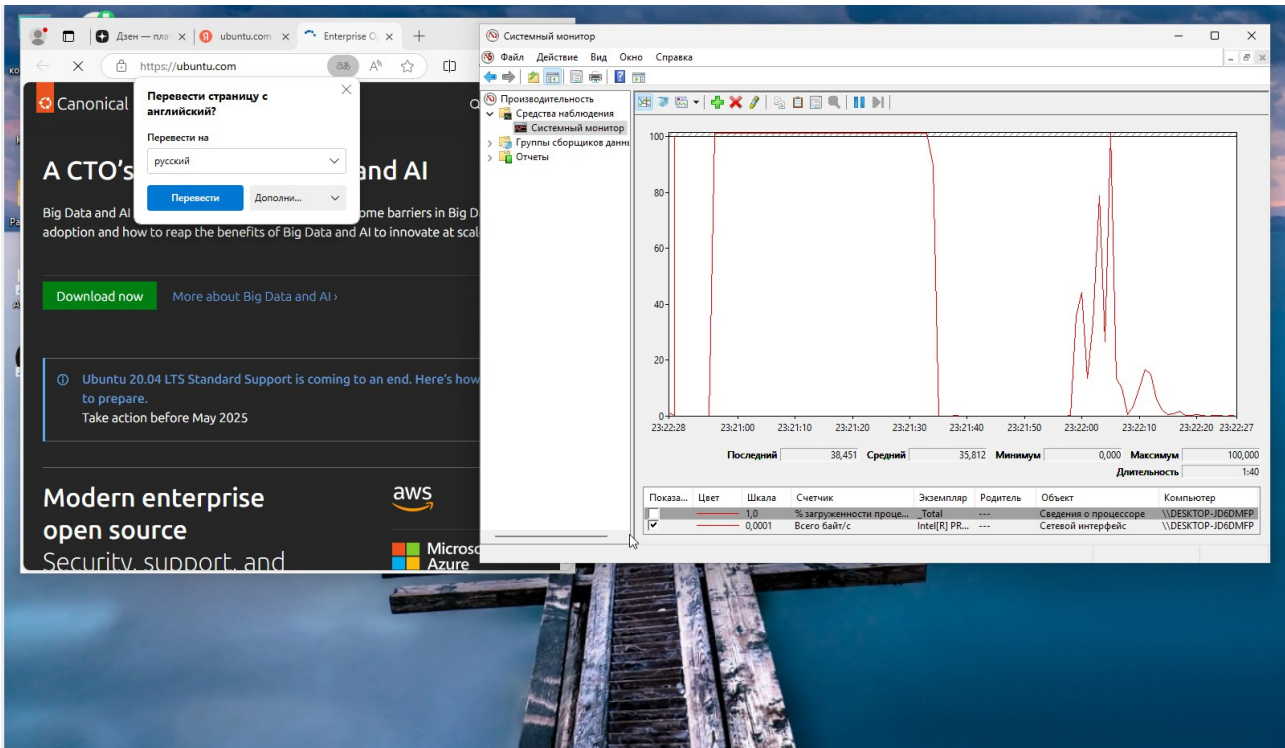 Дзен — пла
ubuntu.com
Enterprise O
https://ubuntu.com
Canonical
Перевести страницу с
английский?
Перевести на
русский
Перевести
Дополни...
A CTO's
and AI
Big Data and AI
ome barriers in Big D
adoption and how to reap the benefits of Big Data and AI to innovate at scal
Download now
More about Big Data and AI ›
Ubuntu 20.04 LTS Standard Support is coming to an end. Here's how
to prepare.
Take action before May 2025
Modern enterprise
open source
Security, support, and
aws
Microso
Azure
Системный монитор
Файл Действие Вид Окно Справка
Производительность
Средства наблюдения
Системный монитор
Группы сборщиков данн
Отчеты
100
80
60
40
20
0
23:22:28 23:21:00 23:21:10 23:21:20 23:21:30 23:21:40 23:21:50 23:22:00 23:22:10 23:22:20 23:22:27
Последний 38,451 Средний 35,812 Минимум 0,000 Максимум 100,000
Длительность 1:40
Показа... Цвет Шкала Счетчик Экземпляр Родитель Объект Компьютер
1,0 % загруженности проце... _Total --- Сведения о процессоре \\DESKTOP-JD6DMFP
0,0001 Всего байт/с Intel[R] PR... --- Сетевой интерфейс \\DESKTOP-JD6DMFP